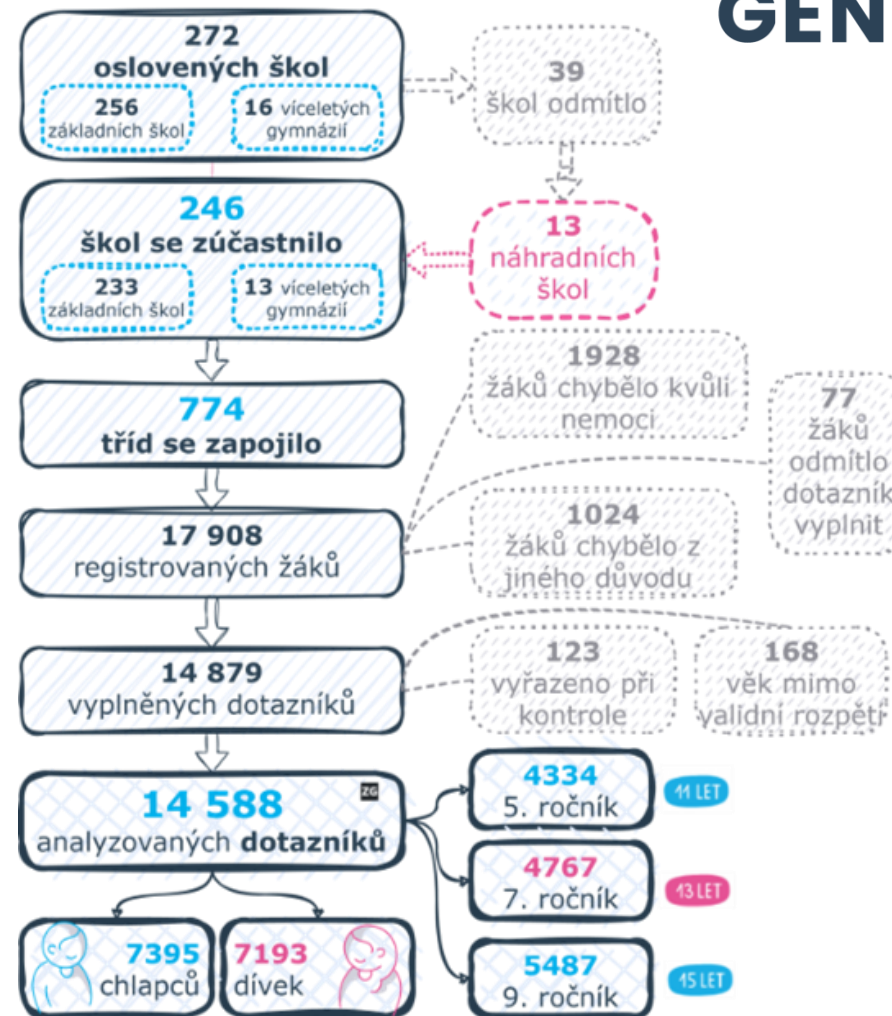 GEN
272
oslovených škol
256
základních škol
16 víceletých
gymnázií
39
škol odmítlo
246
škol se zúčastnilo
233
základních škol
13 víceletých
gymnázií
13
náhradních
škol
774
tříd se zapojilo
1928
žáků chybělo kvůli
nemoci
77
žáků
odmítlo
dotazník
vyplnit
17 908
registrovaných žáků
1024
žáků chybělo z
jiného důvodu
14 879
vyplněných dotazníků
123
vyřazeno při
kontrole
168
věk mimo
validní rozpětí
14 588
analyzovaných dotazníků
ZG
4334
5. ročník
11 LET
4767
7. ročník
13 LET
5487
9. ročník
15 LET
7395
chlapců
7193
dívek